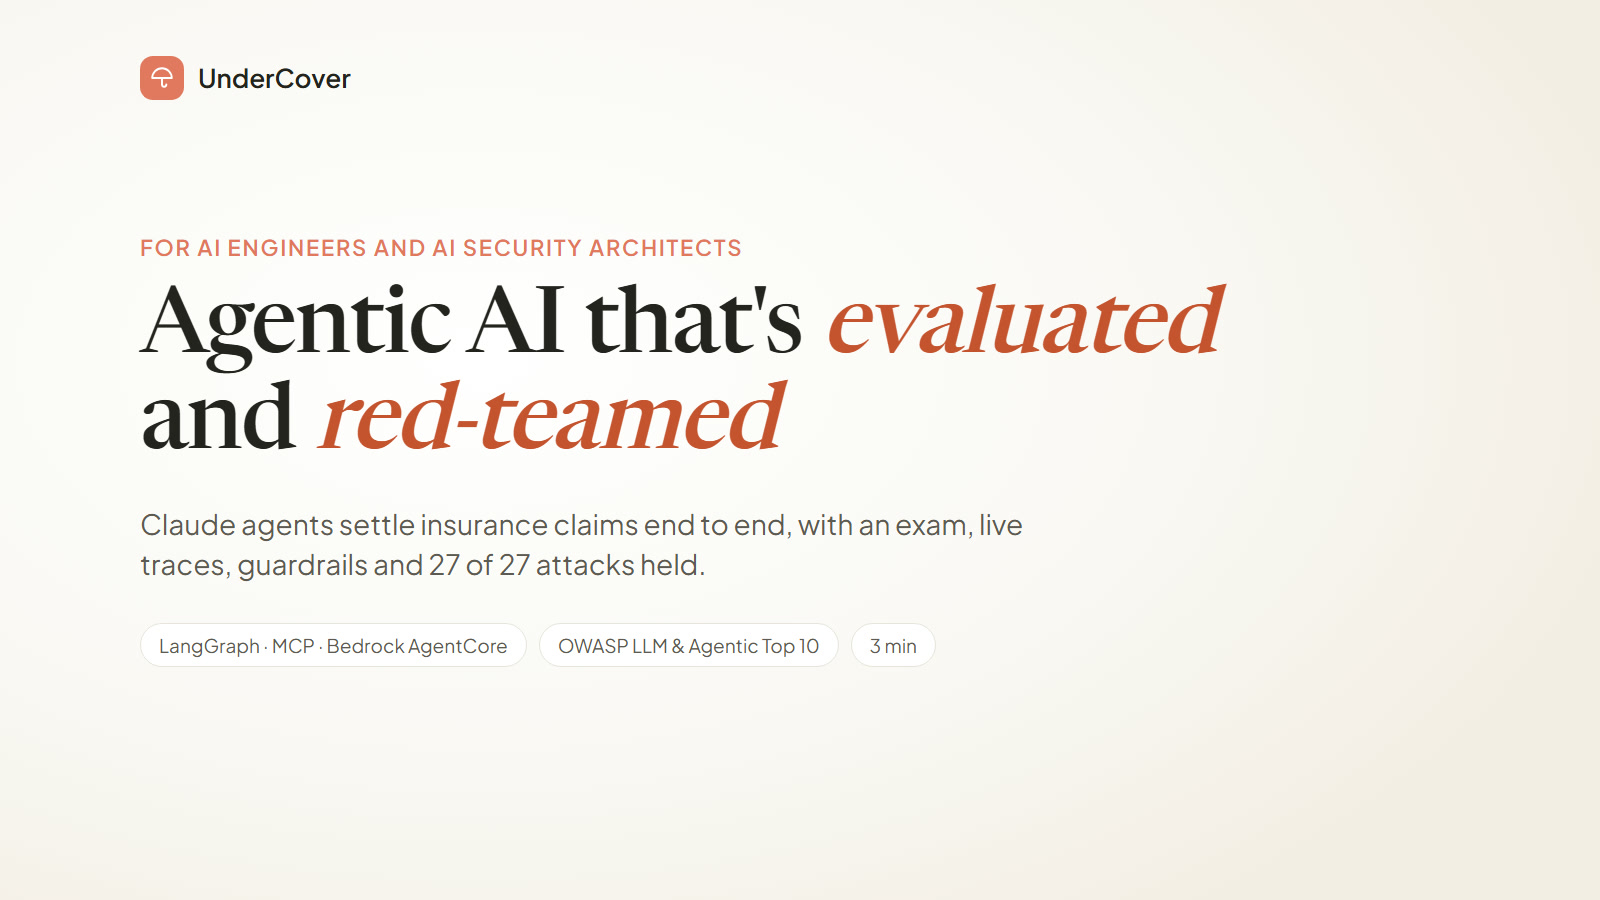 UnderCover
FOR AI ENGINEERS AND AI SECURITY ARCHITECTS
Agentic AI that's evaluated
and red-teamed
Claude agents settle insurance claims end to end, with an exam, live
traces, guardrails and 27 of 27 attacks held.
LangGraph · MCP · Bedrock AgentCore
OWASP LLM & Agentic Top 10
3 min